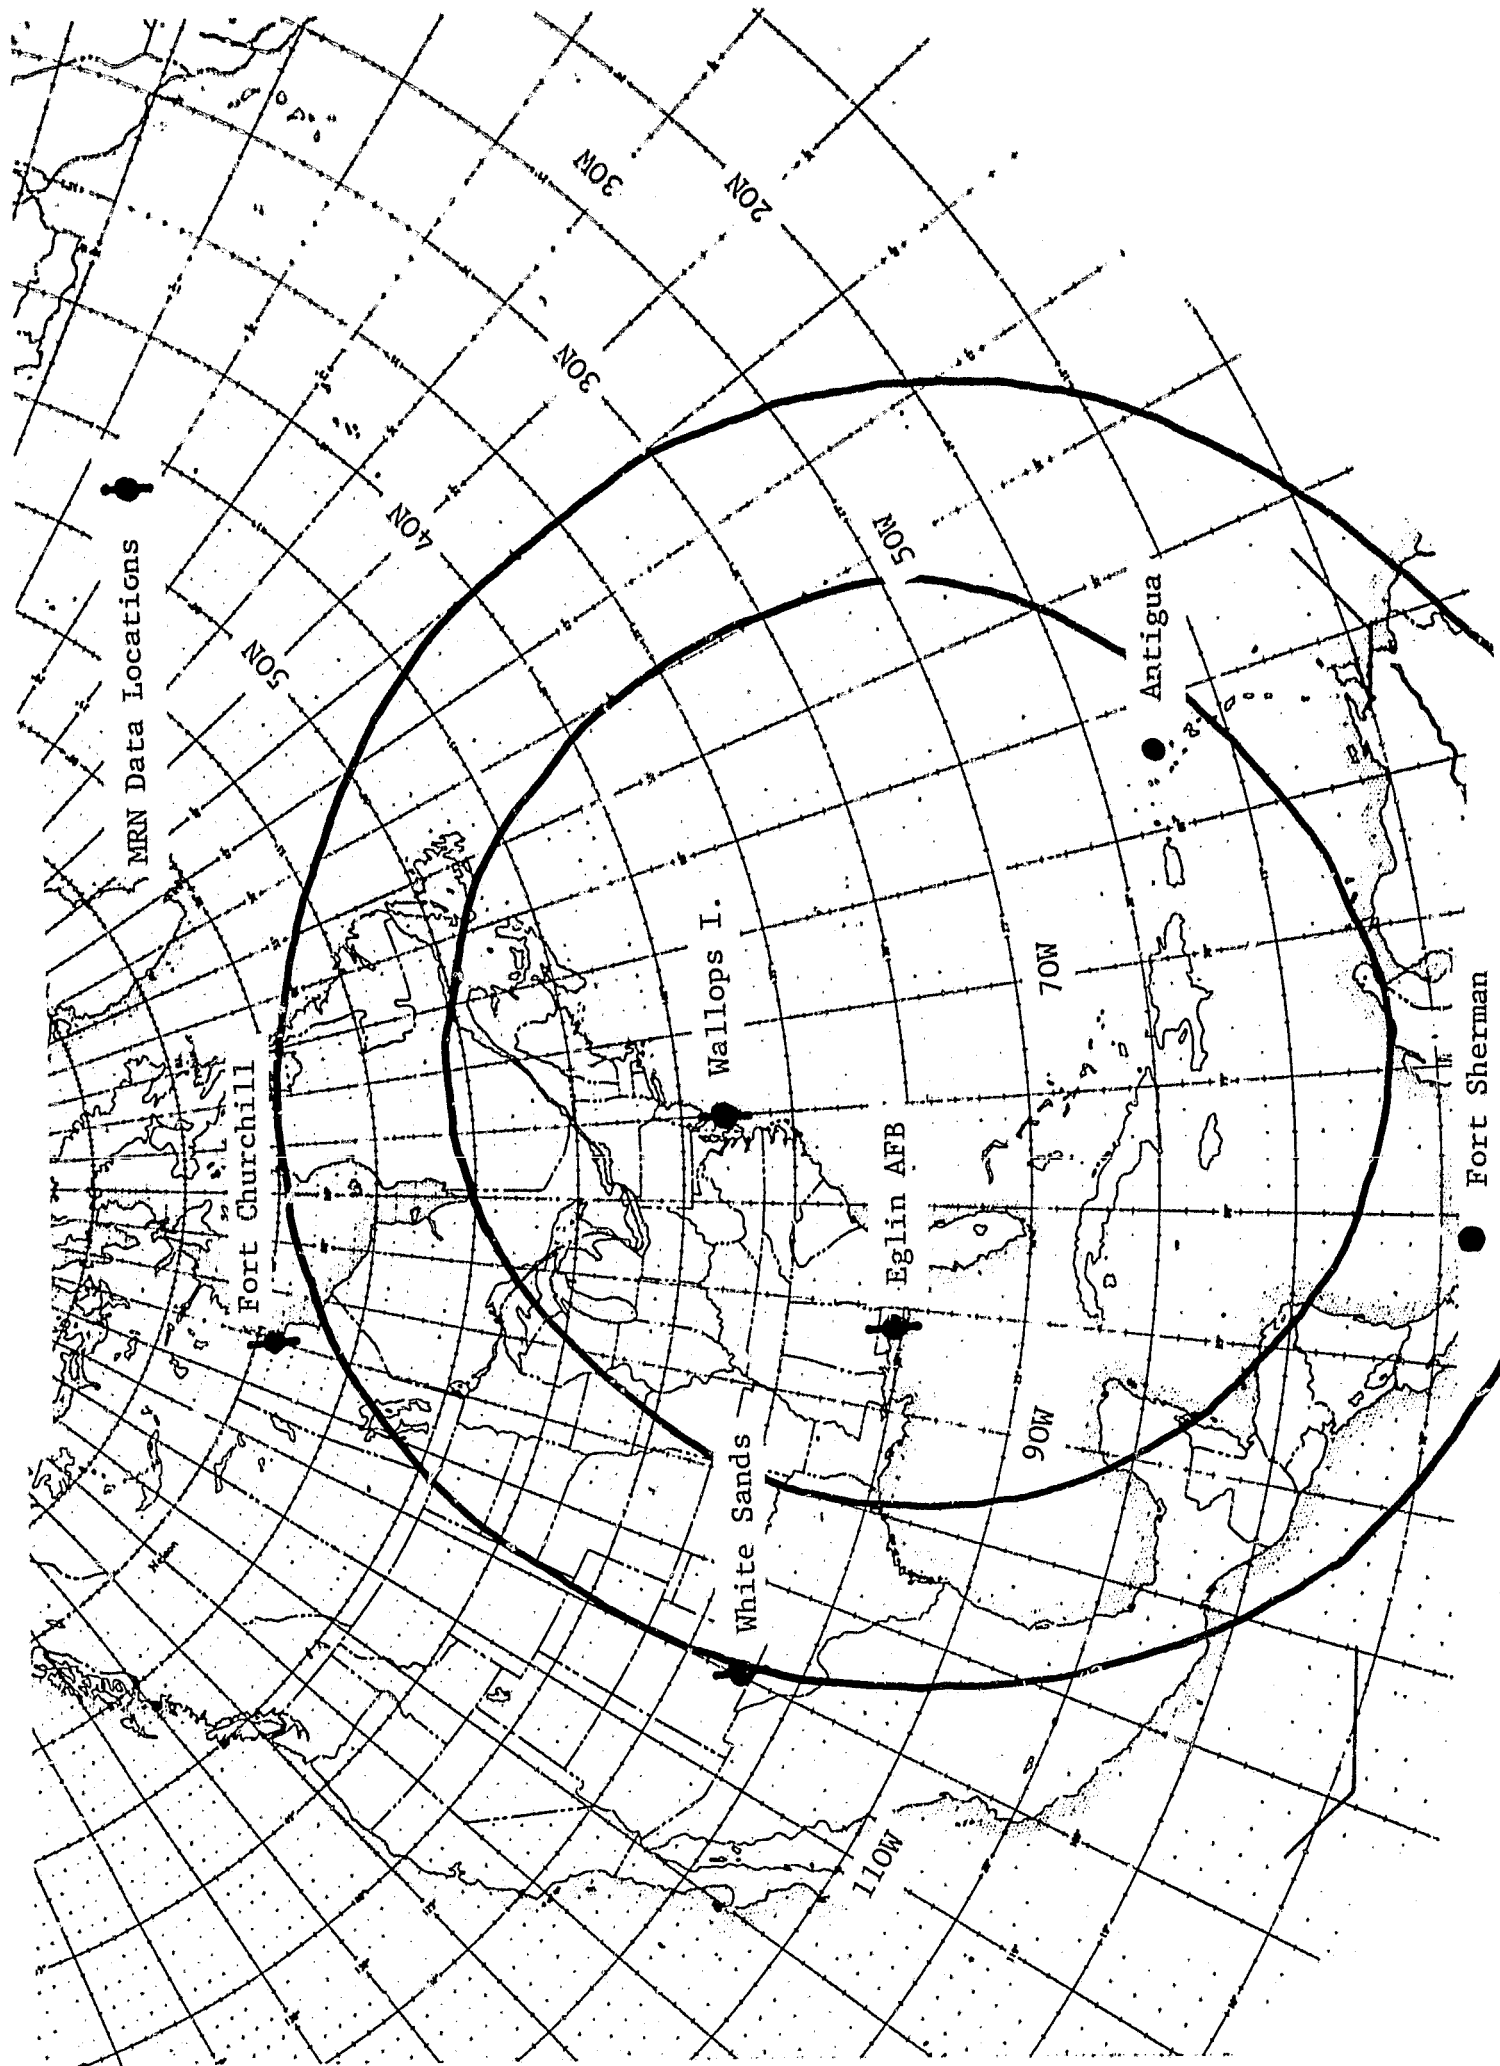 MRN Data Locations
Fort Churchill
Wallops I.
White Sands
Eglin AFB
Antigua
Fort Sherman
50N
40N
30N
20N
30W
50W
70W
90W
110W